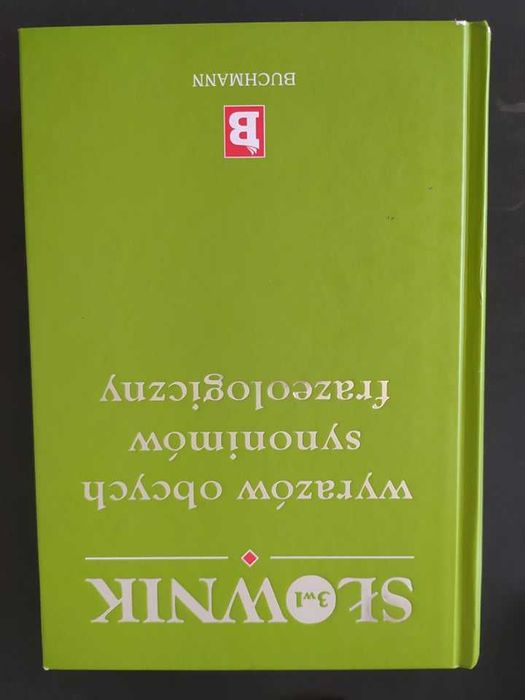 SŁOWNIK
3w1
wyrazów obcych
synonimów
frazeologiczny
B
BUCHMANN